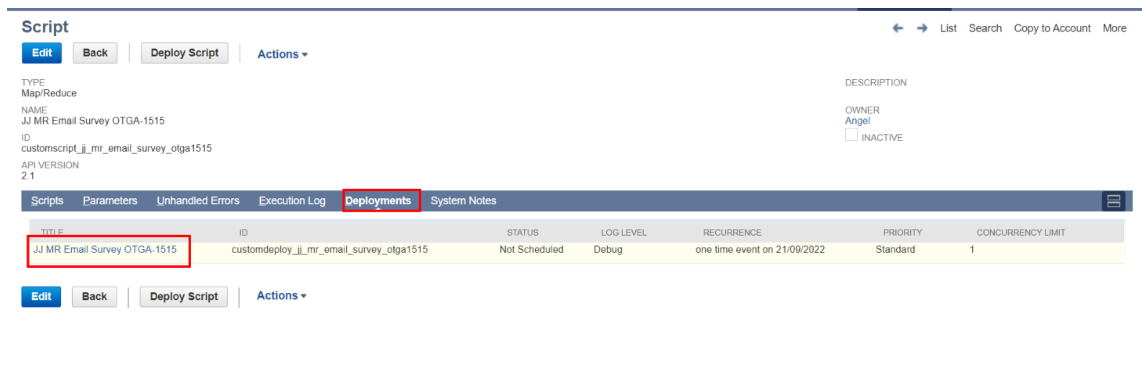 Script
List Search Copy to Account More
Edit Back Deploy Script Actions
TYPE
Map/Reduce
DESCRIPTION
NAME
JJ MR Email Survey OTGA-1515
OWNER
Angel
ID
customscript_jj_mr_email_survey_otga1515
INACTIVE
API VERSION
2.1
Scripts Parameters Unhandled Errors Execution Log Deployments System Notes
TITLE ID STATUS LOG LEVEL RECURRENCE PRIORITY CONCURRENCY LIMIT
JJ MR Email Survey OTGA-1515 customdeploy_jj_mr_email_survey_otga1515 Not Scheduled Debug one time event on 21/09/2022 Standard 1
Edit Back Deploy Script Actions